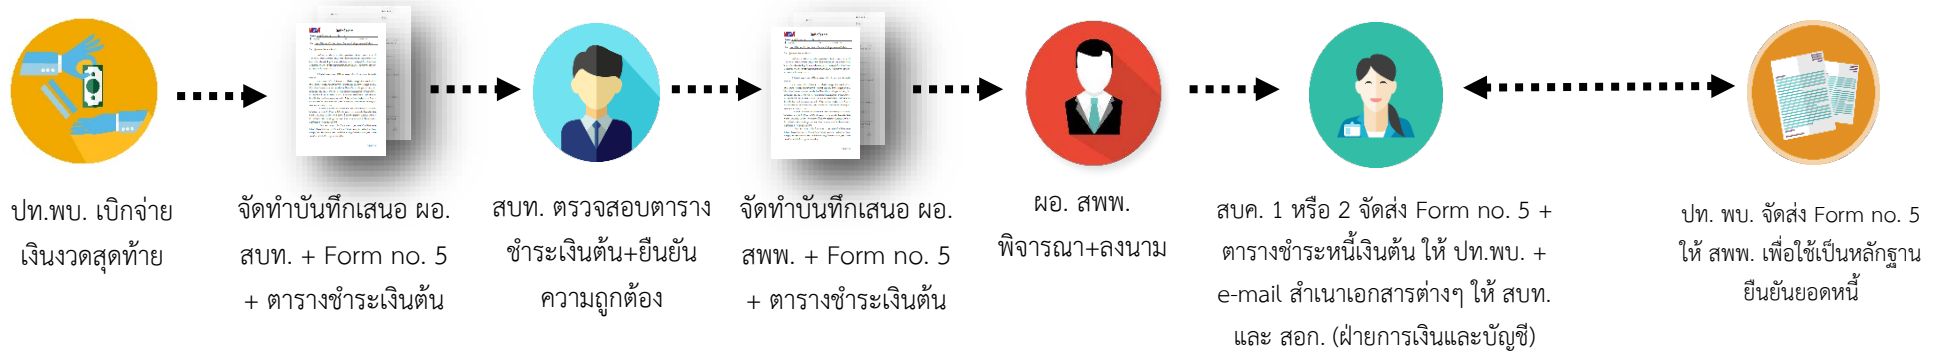 ปท.พบ. เบิกจ่าย
เงินงวดสุดท้าย
จัดทำบันทึกเสนอ ผอ.
สบท. + Form no. 5
+ ตารางชำระเงินต้น
สบท. ตรวจสอบตาราง
ชำระเงินต้น+ยืนยัน
ความถูกต้อง
จัดทำบันทึกเสนอ ผอ.
สพพ. + Form no. 5
+ ตารางชำระเงินต้น
ผอ. สพพ.
พิจารณา+ลงนาม
สบค. 1 หรือ 2 จัดส่ง Form no. 5 +
ตารางชำระหนี้เงินต้น ให้ ปท.พบ. +
e-mail สำเนาเอกสารต่างๆ ให้ สบท.
และ สอก. (ฝ่ายการเงินและบัญชี)
ปท. พบ. จัดส่ง Form no. 5
ให้ สพพ. เพื่อใช้เป็นหลักฐาน
ยืนยันยอดหนี้